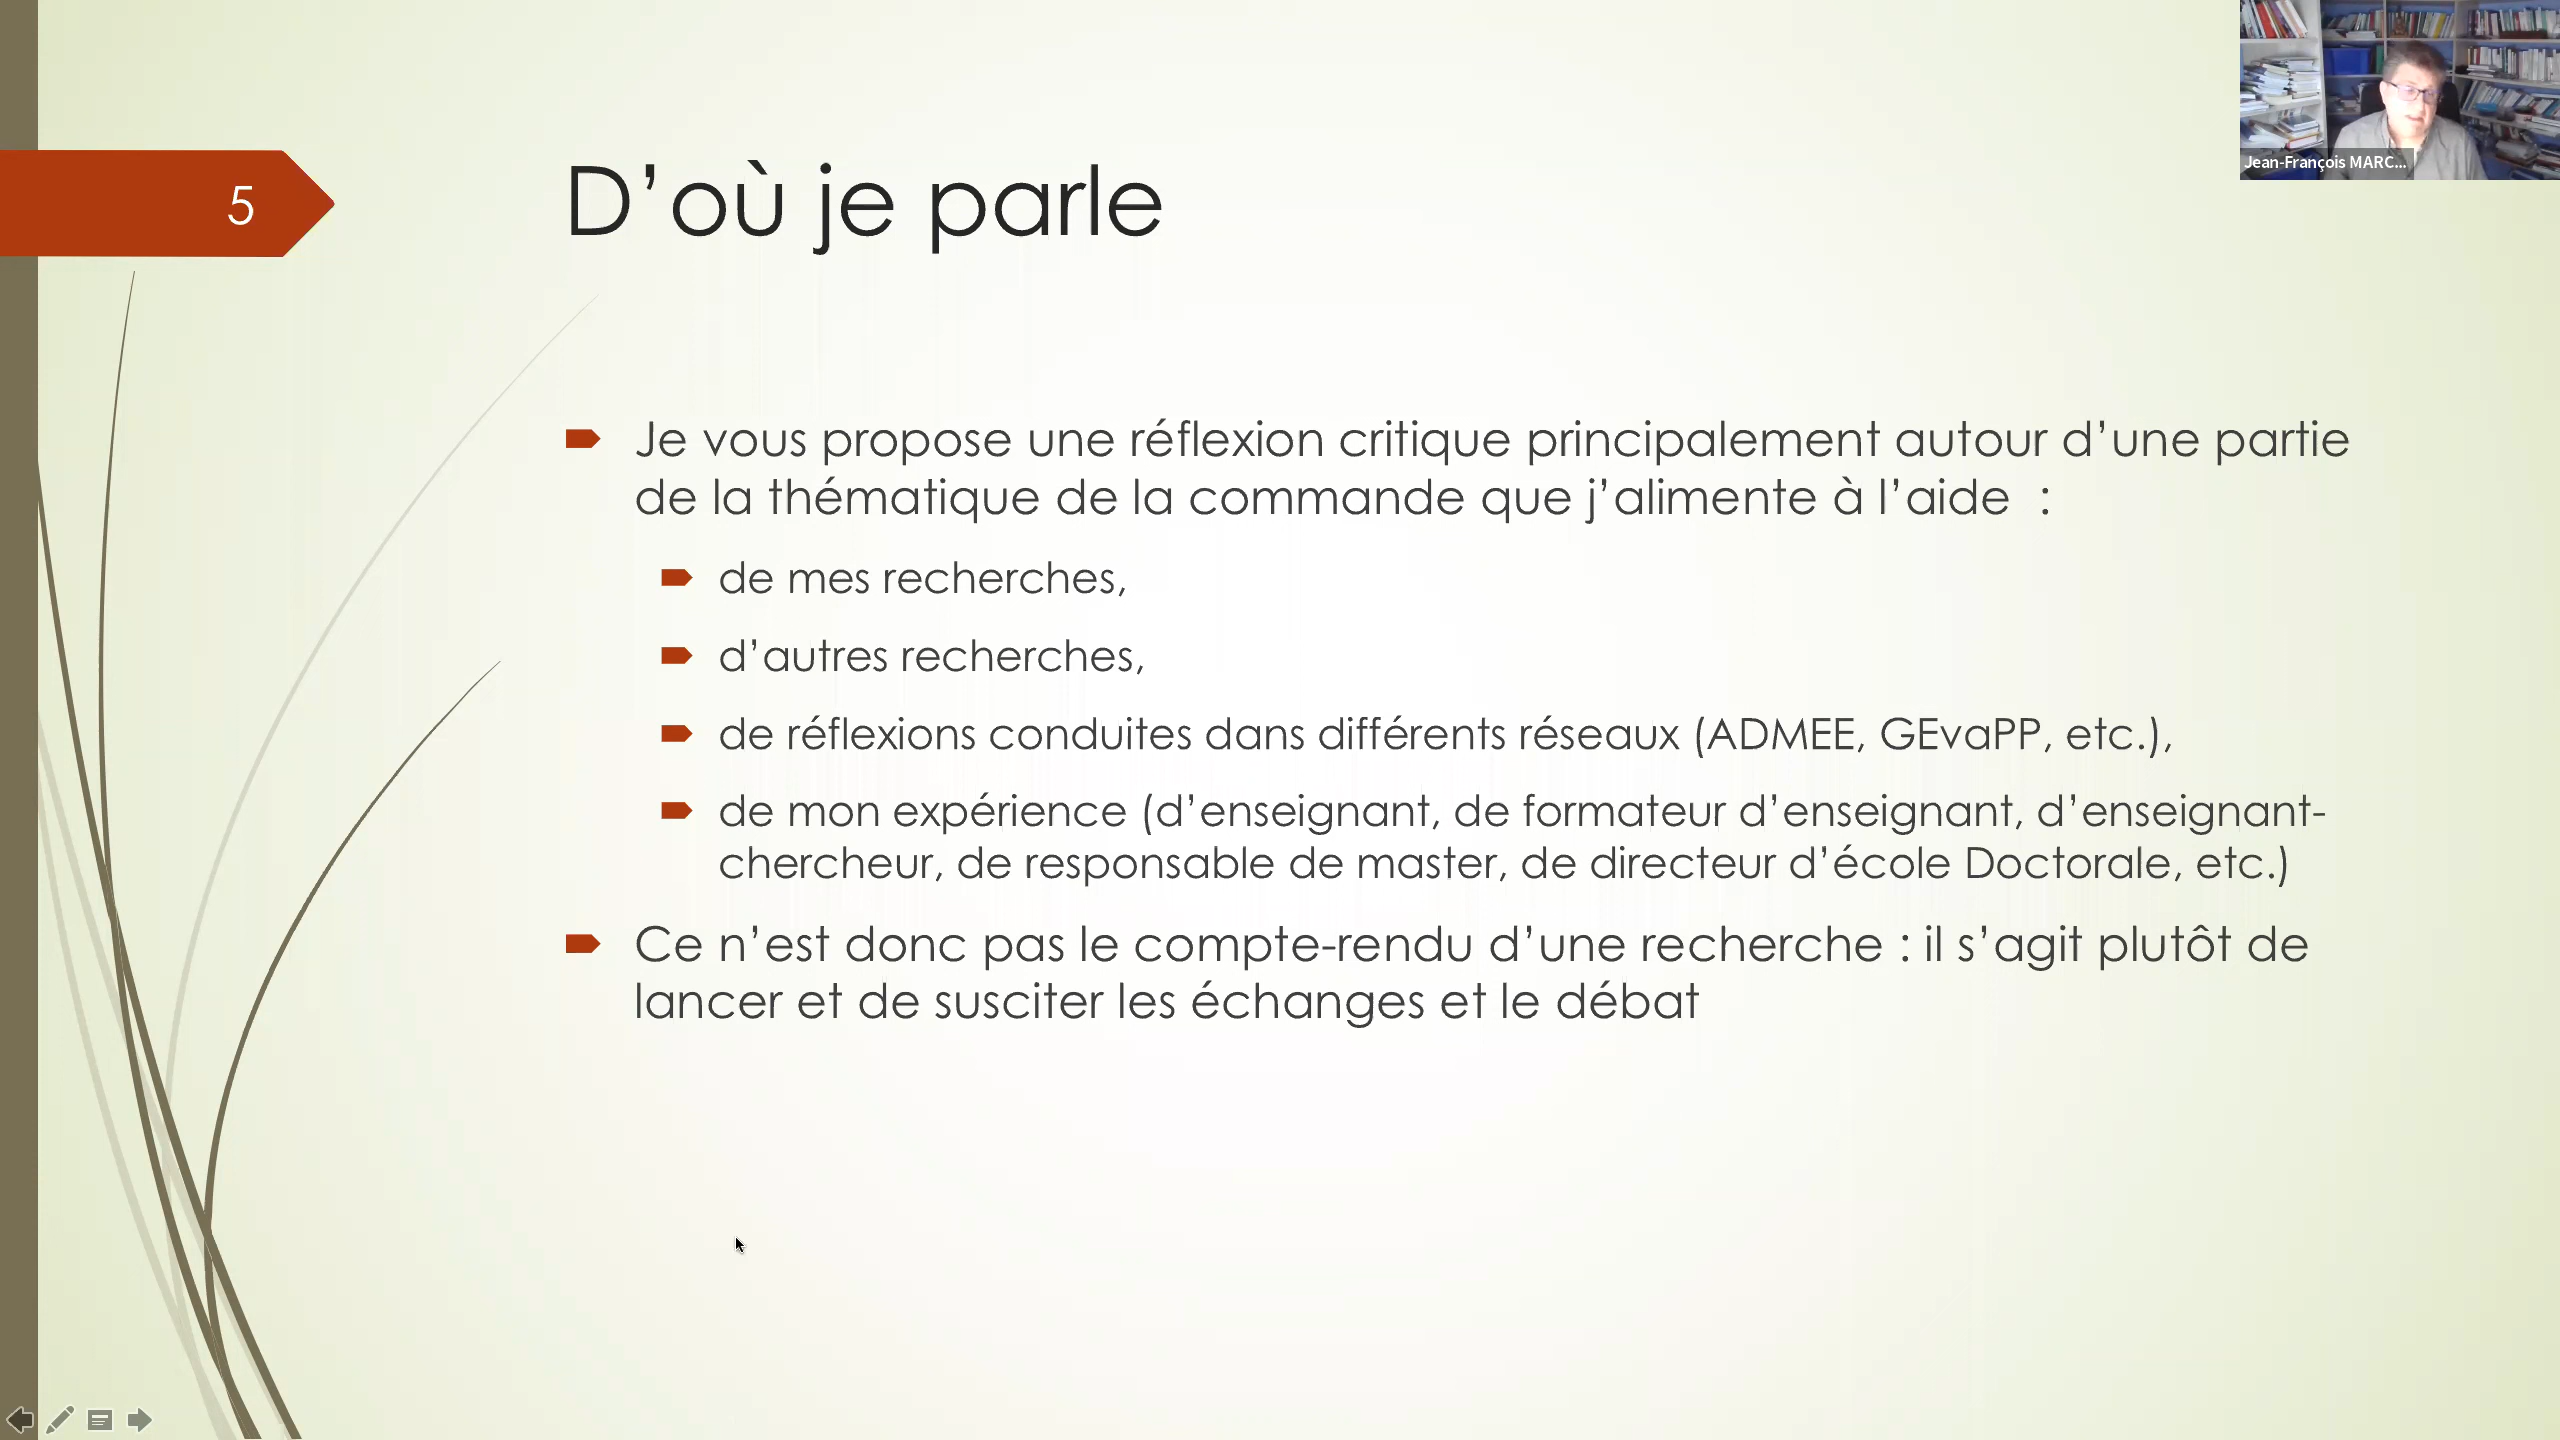 5
D’où je parle
Je vous propose une réflexion critique principalement autour d’une partie
de la thématique de la commande que j’alimente à l’aide  :
de mes recherches,
d’autres recherches,
de réflexions conduites dans différents réseaux (ADMEE, GEvaPP, etc.),
de mon expérience (d’enseignant, de formateur d’enseignant, d’enseignant-
chercheur, de responsable de master, de directeur d’école Doctorale, etc.)
Ce n’est donc pas le compte-rendu d’une recherche : il s’agit plutôt de
lancer et de susciter les échanges et le débat
Jean-François MARC...